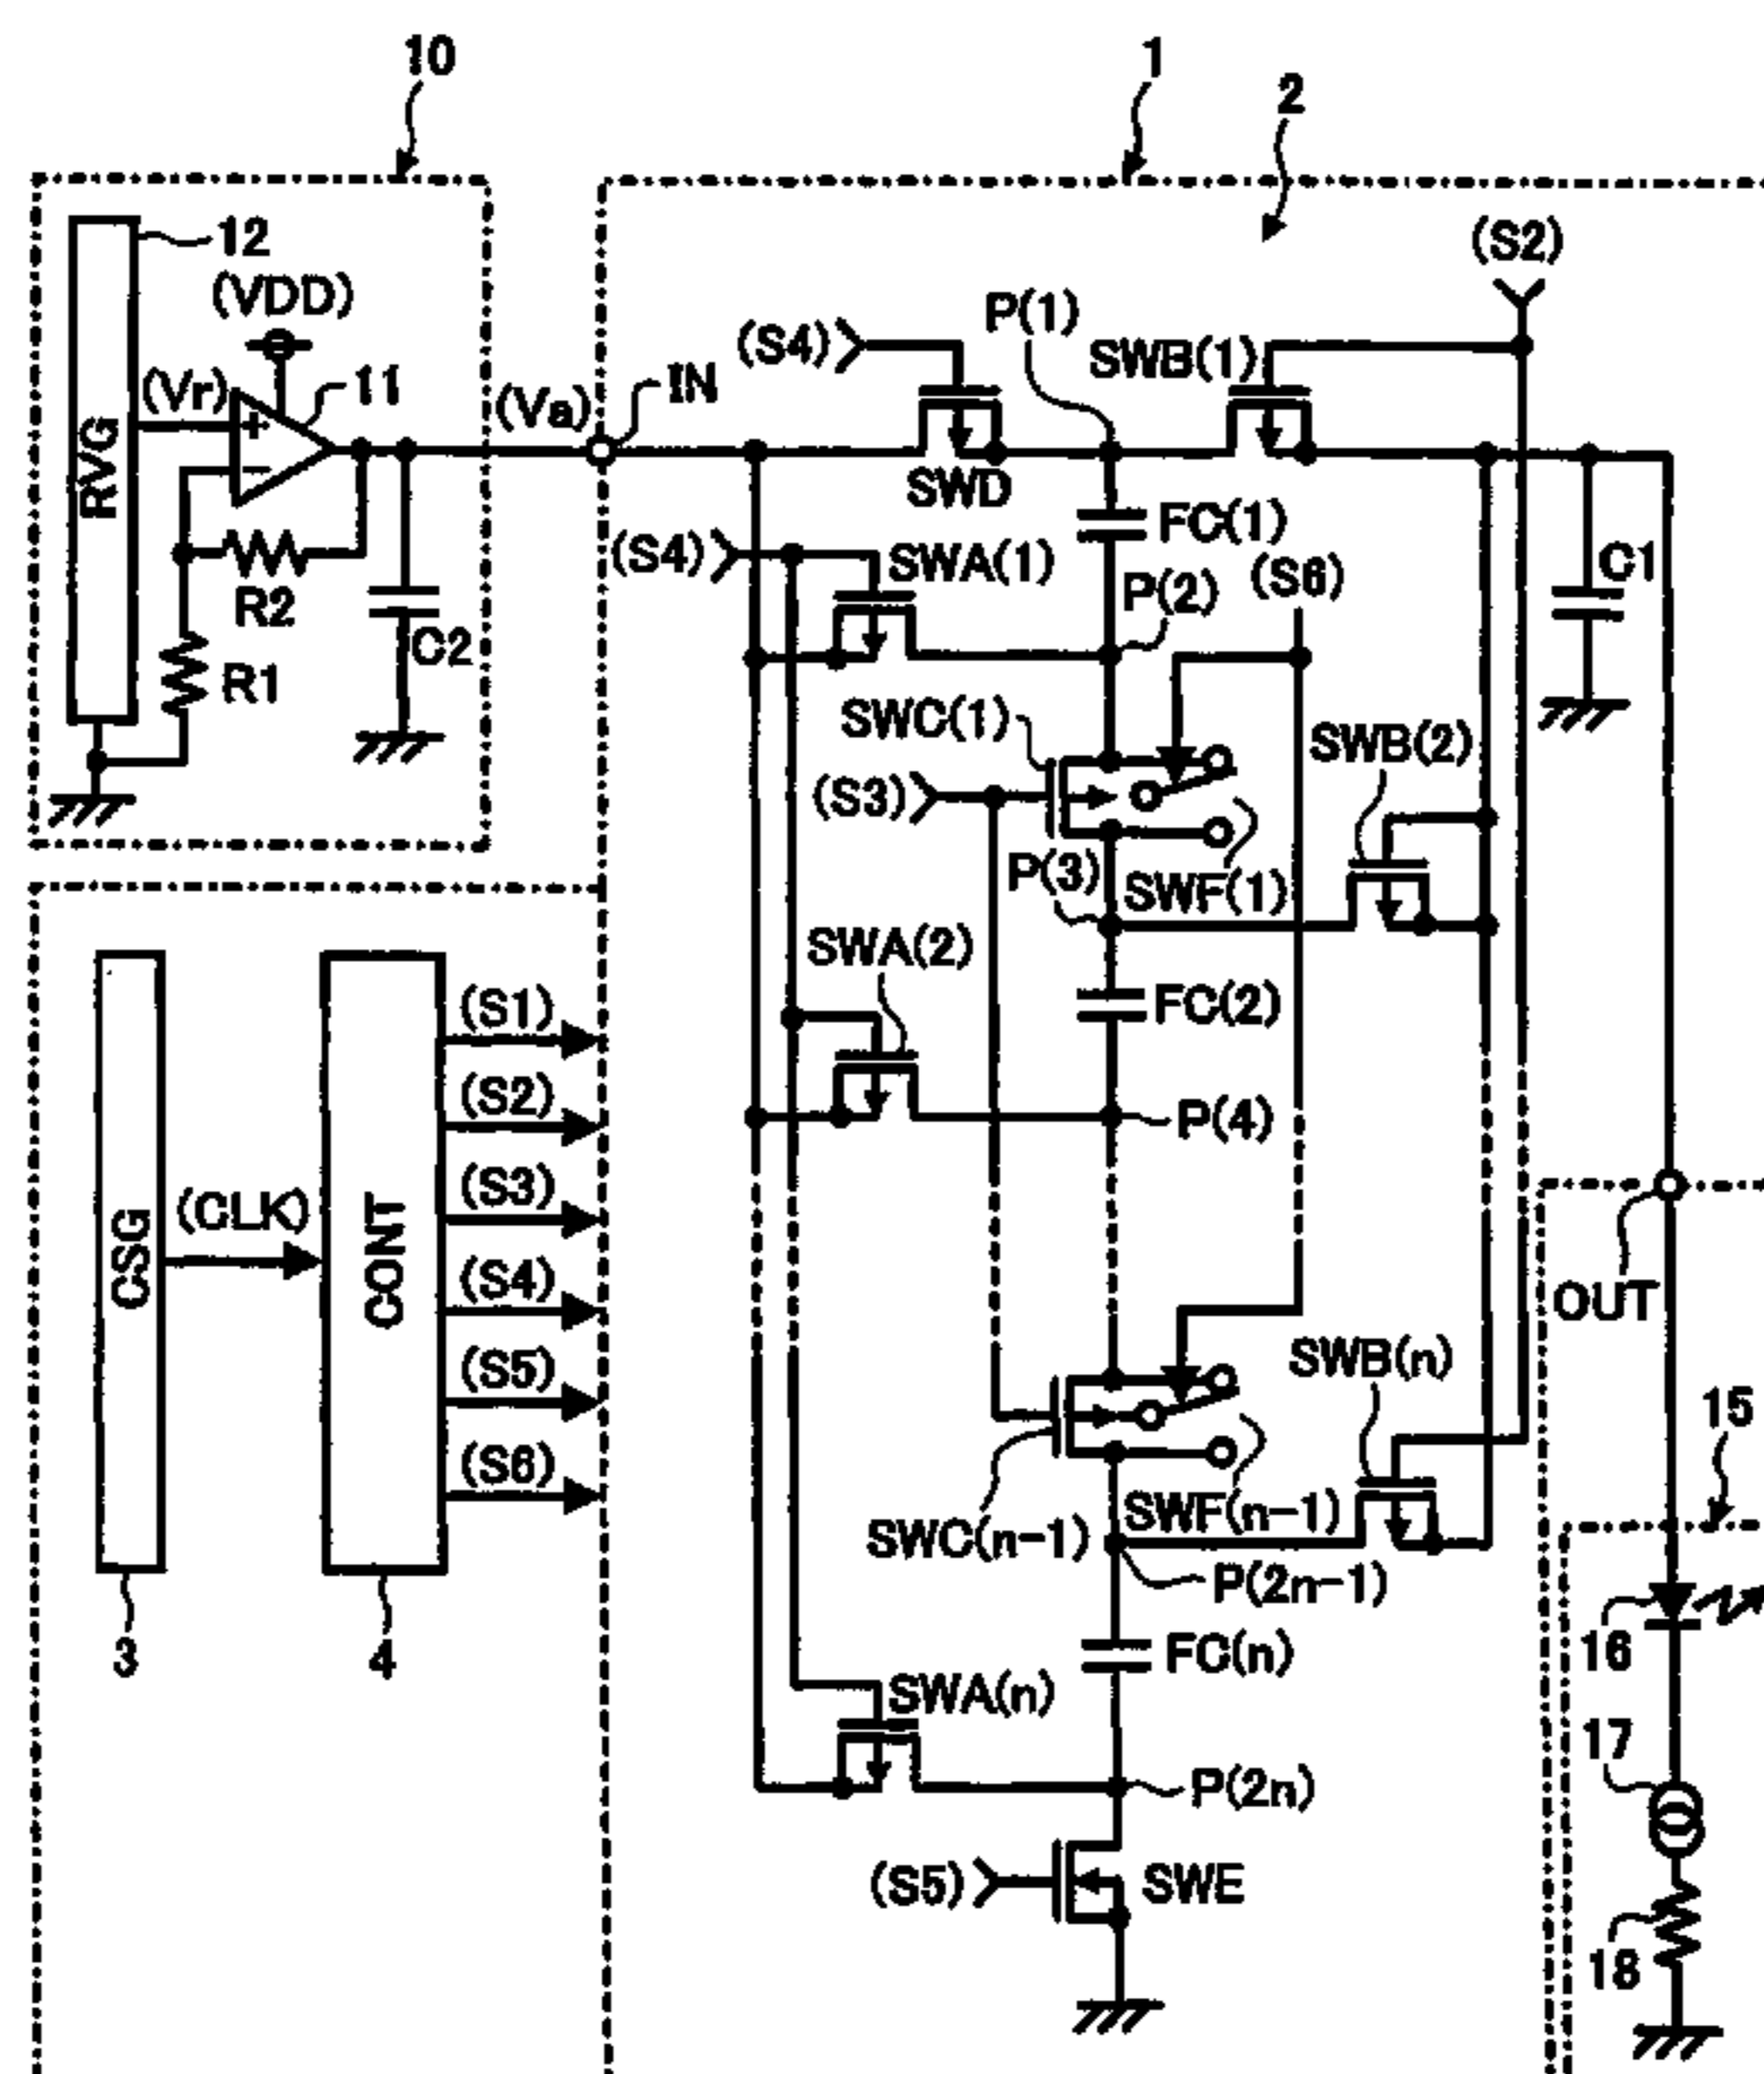 10
1
2
12
(VDD)
(S2)
P(1)
(S4)
SWB(1)
(Vr)
11
(Va)
IN
RVG
SWD
FC(1)
(S4)
SWA(1)
(S6)
C1
P(2)
R2
C2
R1
SWC(1)
SWB(2)
(S3)
P(3)
SWF(1)
SWA(2)
FC(2)
(S1)
(S2)
P(4)
(S3)
(CLK)
CSG
CONT
(S4)
OUT
(S5)
SWB(n)
15
(S6)
SWC(n-1)
SWF(n-1)
P(2n-1)
3
4
16
FC(n)
SWA(n)
17
P(2n)
(S5)
SWE
18